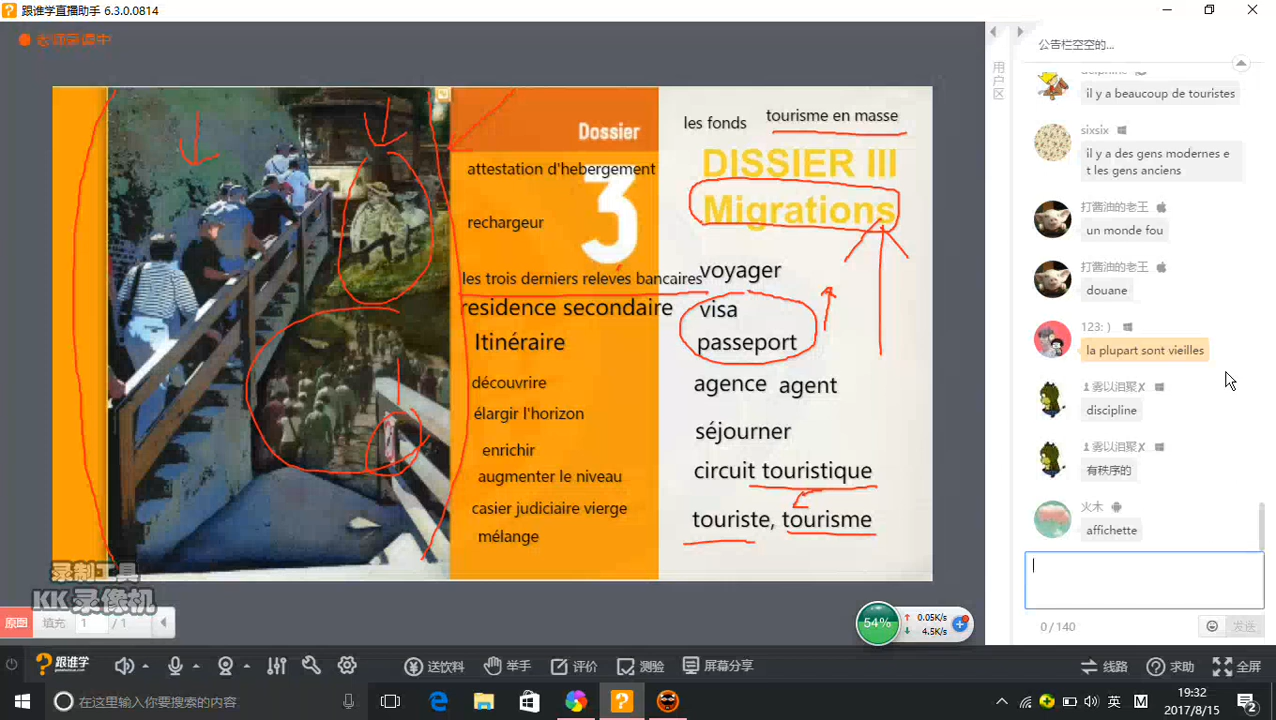 跟谁学直播助手 6.3.0.0814
老师录课中
Dossier
3
attestation d'hebergement
rechargeur
les trois derniers relevés bancaires
residence secondaire
Itinéraire
découvrire
élargir l'horizon
enrichir
augmenter le niveau
casier judiciaire vierge
mélange
les fonds
tourisme en masse
DISSIER III
Migrations
voyager
visa
passeport
agence agent
séjourner
circuit touristique
touriste, tourisme
录制工具
KK 录像机
原图
填充
1
/ 1
54%
0.05K/s
4.5K/s
用户区
公告栏空空的...
il y a beaucoup de touristes
sixsix
il y a des gens modernes e
t les gens anciens
打酱油的老王
un monde fou
打酱油的老王
douane
123: )
la plupart sont vieilles
discipline
有秩序的
火木
affichette
0 / 140
发送
跟谁学
送饮料
举手
评价
测验
屏幕分享
线路
求助
全屏
在这里输入你要搜索的内容
英
M
19:32
2017/8/15
2